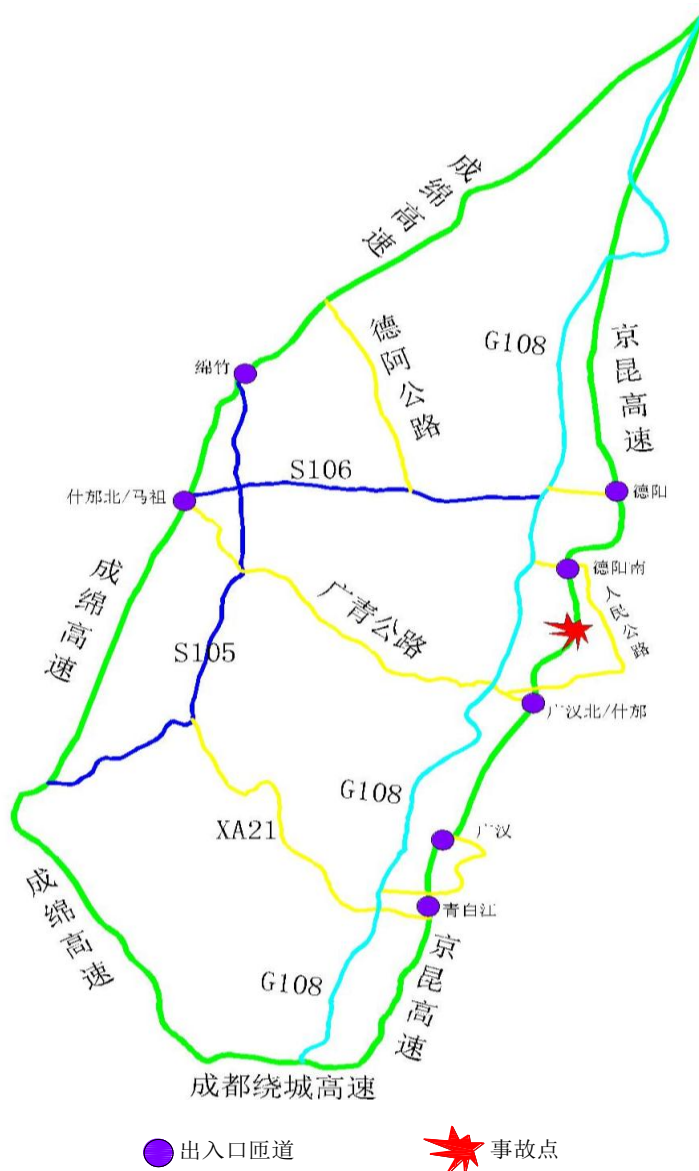 成绵高速
G108
京昆高速
德阿公路
绵竹
S106
德阳
什邡北/马祖
德阳南
成绵高速
广青公路
人民公路
S105
广汉北/什邡
G108
XA21
广汉
成绵高速
青白江
京昆高速
G108
成都绕城高速
出入口匝道
事故点